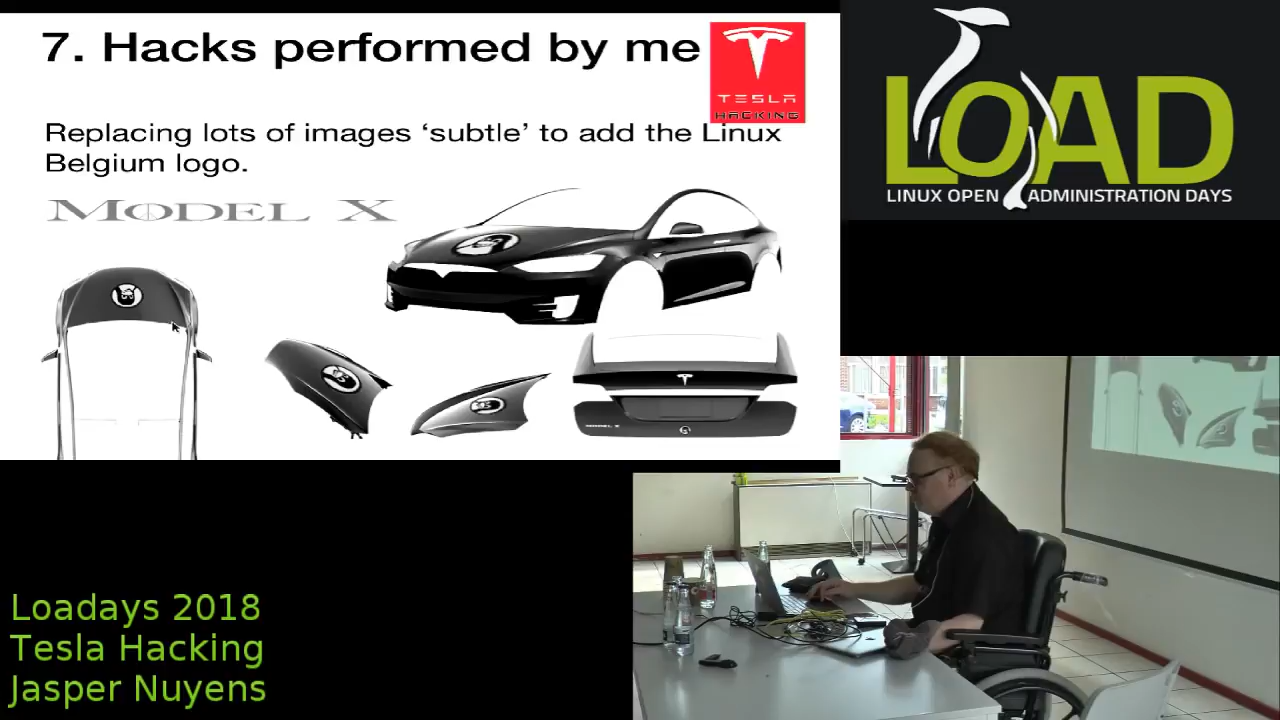 7. Hacks performed by me
TESLA
HACKING
Replacing lots of images ‘subtle’ to add the Linux
Belgium logo.
MODEL X
MODEL X
LOAD
LINUX OPEN ADMINISTRATION DAYS
Loadays 2018
Tesla Hacking
Jasper Nuyens